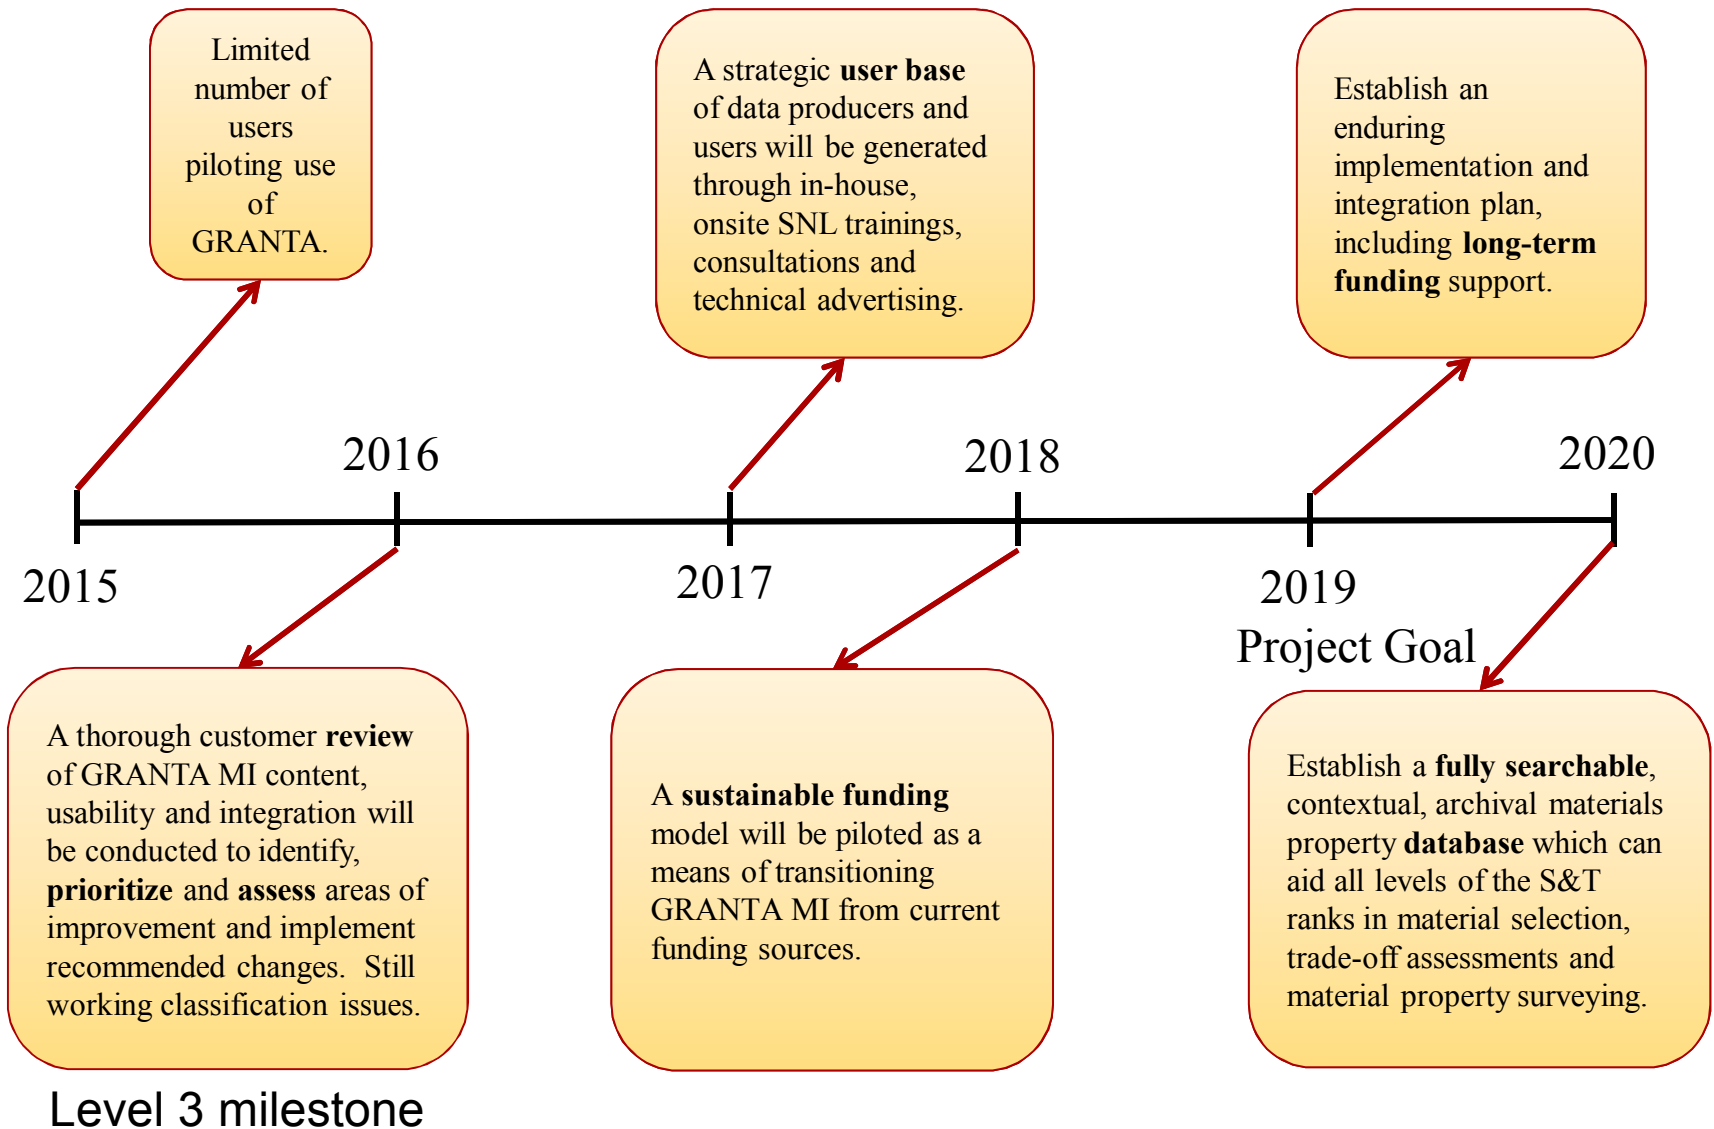 Limited
number of
users
piloting use
of
GRANTA.
A strategic user base
of data producers and
users will be generated
through in-house,
onsite SNL trainings,
consultations and
technical advertising.
Establish an
enduring
implementation and
integration plan,
including long-term
funding support.
2016
2018
2020
2015
2017
2019
Project Goal
A thorough customer review
of GRANTA MI content,
usability and integration will
be conducted to identify,
prioritize and assess areas of
improvement and implement
recommended changes.  Still
working classification issues.
A sustainable funding
model will be piloted as a
means of transitioning
GRANTA MI from current
funding sources.
Establish a fully searchable,
contextual, archival materials
property database which can
aid all levels of the S&T
ranks in material selection,
trade-off assessments and
material property surveying.
Level 3 milestone